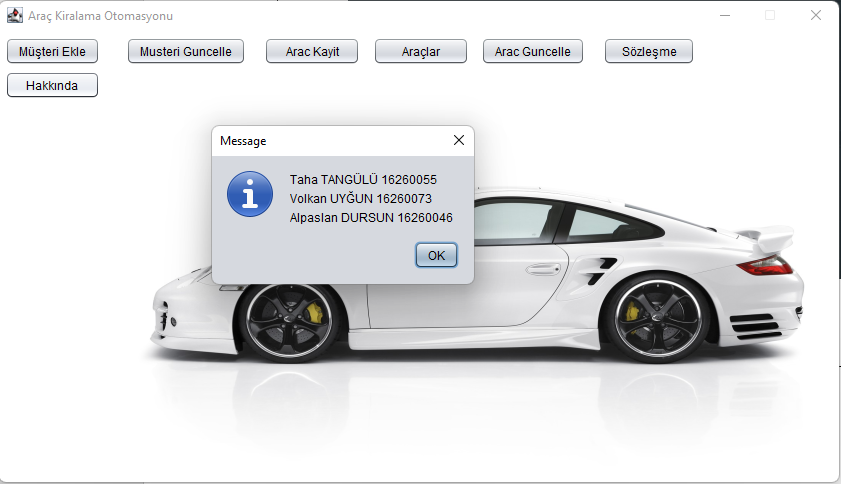 Araç Kiralama Otomasyonu
Müşteri Ekle
Musteri Guncelle
Arac Kayit
Araçlar
Arac Guncelle
Sözleşme
Hakkında
Message
Taha TANGÜLÜ 16260055
Volkan UYĞUN 16260073
Alpaslan DURSUN 16260046
OK